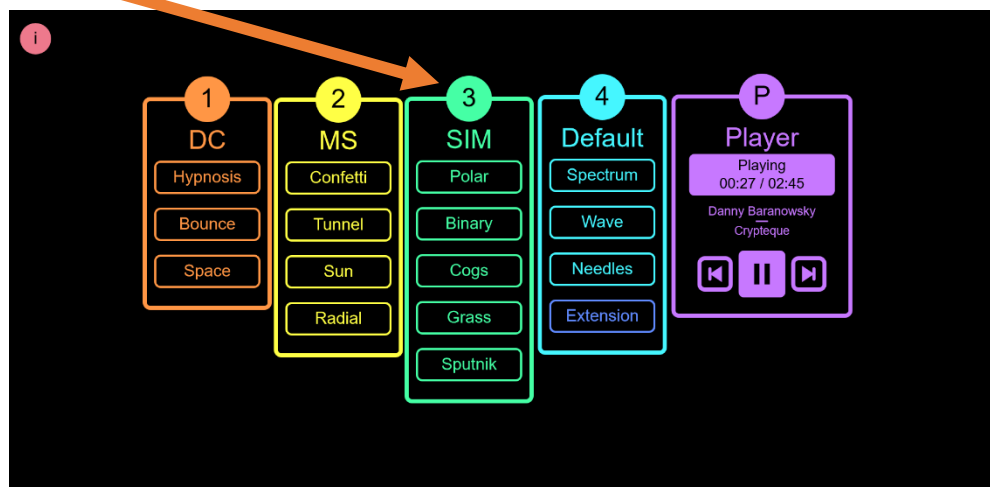 i
1
DC
Hypnosis
Bounce
Space
2
MS
Confetti
Tunnel
Sun
Radial
3
SIM
Polar
Binary
Cogs
Grass
Sputnik
4
Default
Spectrum
Wave
Needles
Extension
P
Player
Playing
00:27 / 02:45
Danny Baranowsky
Crypteque